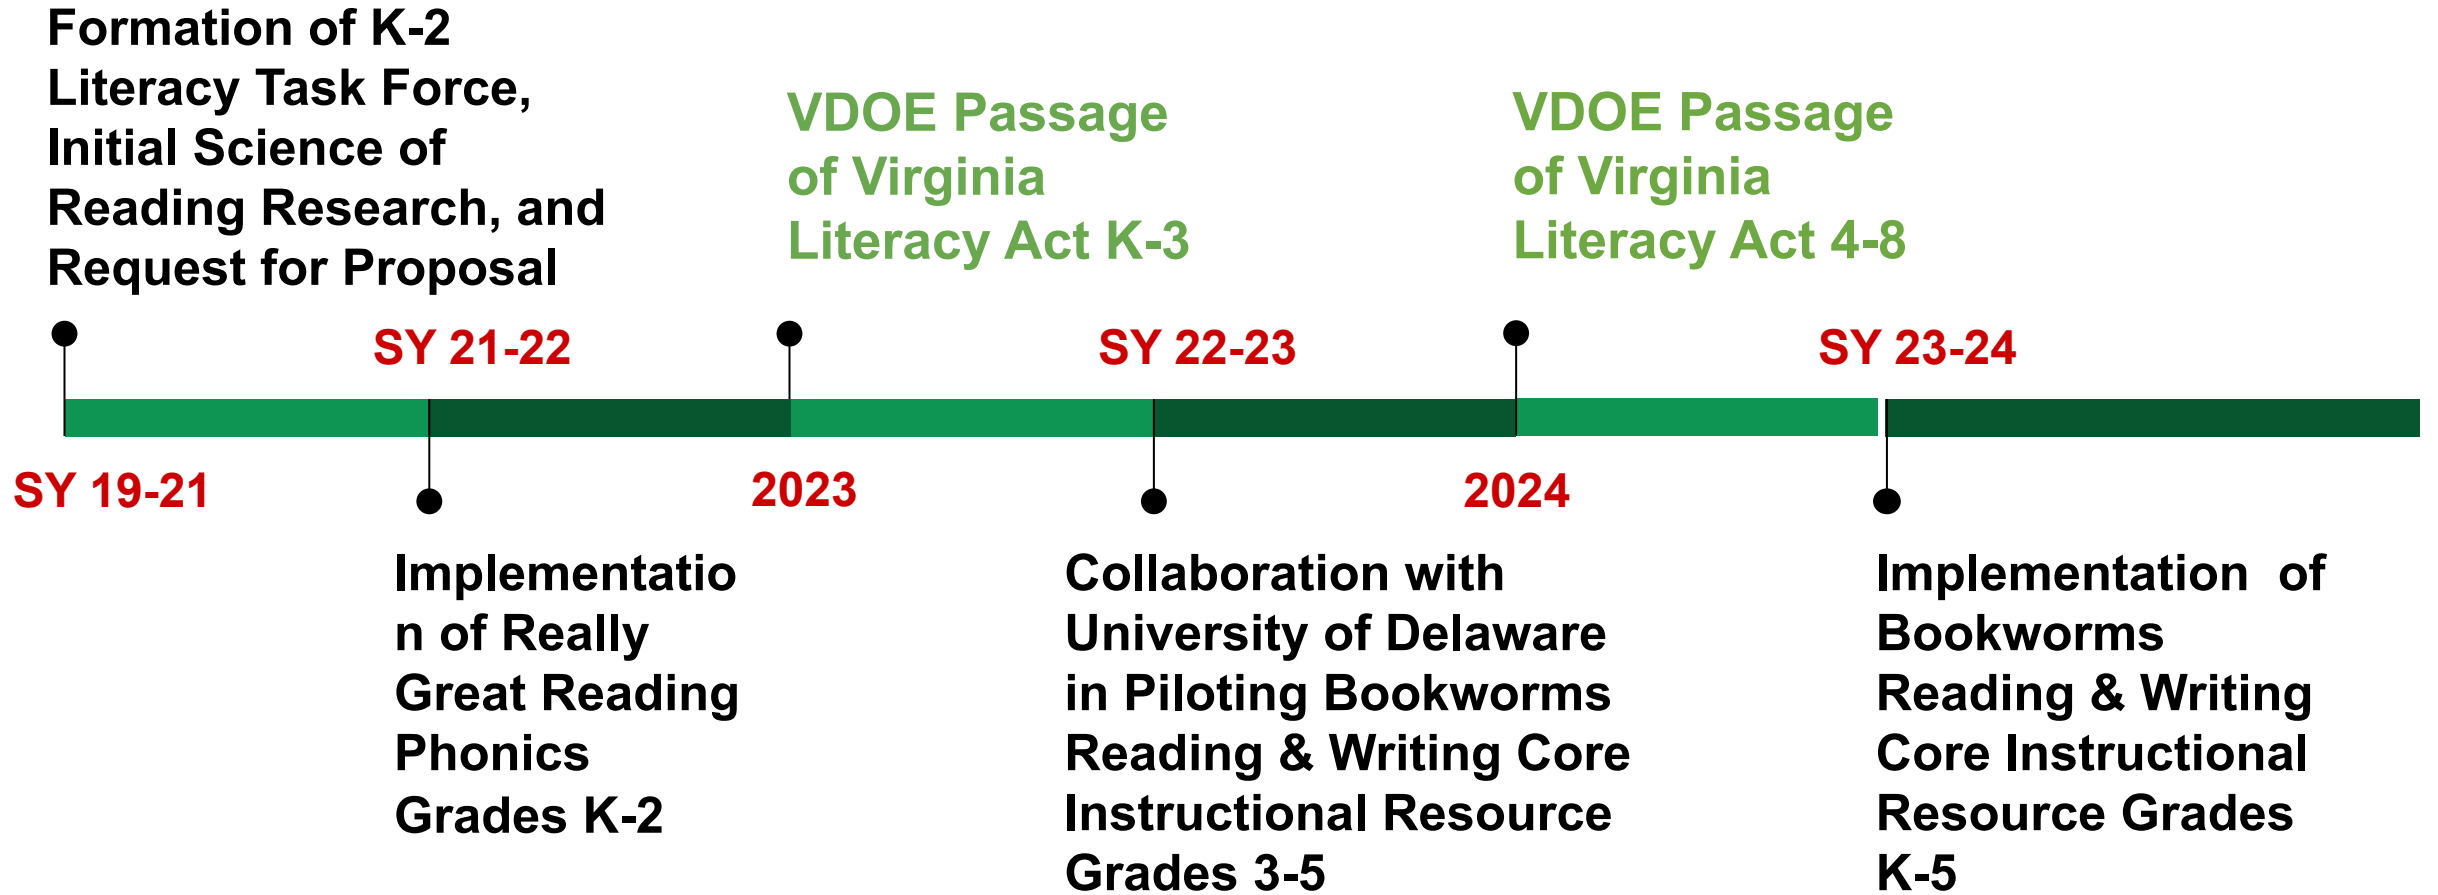 Formation of K-2
Literacy Task Force,
Initial Science of
Reading Research, and
Request for Proposal
VDOE Passage
of Virginia
Literacy Act K-3
VDOE Passage
of Virginia
Literacy Act 4-8
SY 21-22
SY 22-23
SY 23-24
SY 19-21
2023
2024
Implementatio
n of Really
Great Reading
Phonics
Grades K-2
Collaboration with
University of Delaware
in Piloting Bookworms
Reading & Writing Core
Instructional Resource
Grades 3-5
Implementation  of
Bookworms
Reading & Writing
Core Instructional
Resource Grades
K-5